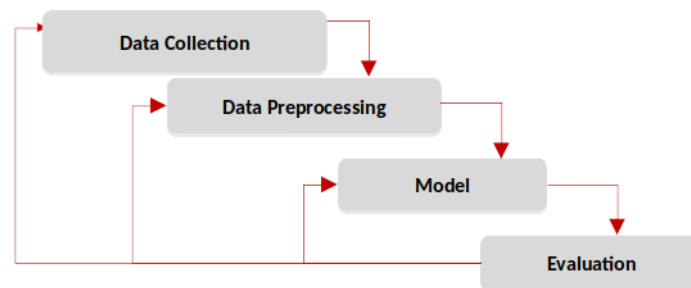 Data Collection
Data Preprocessing
Model
Evaluation